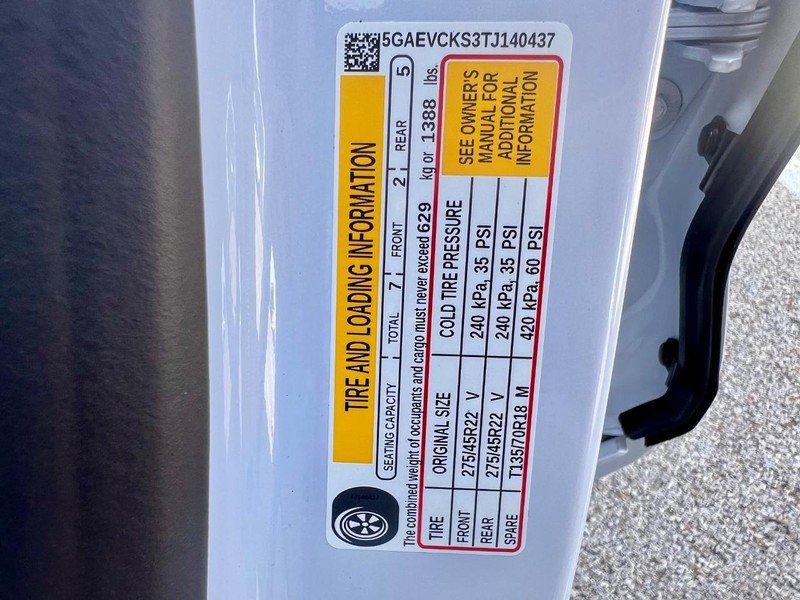 5GAEVCKS3TJ140437
TIRE AND LOADING INFORMATION
SEATING CAPACITY TOTAL 7 FRONT 2 REAR 5
The combined weight of occupants and cargo must never exceed 629 kg or 1388 lbs.
TIRE ORIGINAL SIZE COLD TIRE PRESSURE
FRONT 275/45R22 V 240 kPa, 35 PSI
REAR 275/45R22 V 240 kPa, 35 PSI
SPARE T135/70R18 M 420 kPa, 60 PSI
SEE OWNER'S
MANUAL FOR
ADDITIONAL
INFORMATION